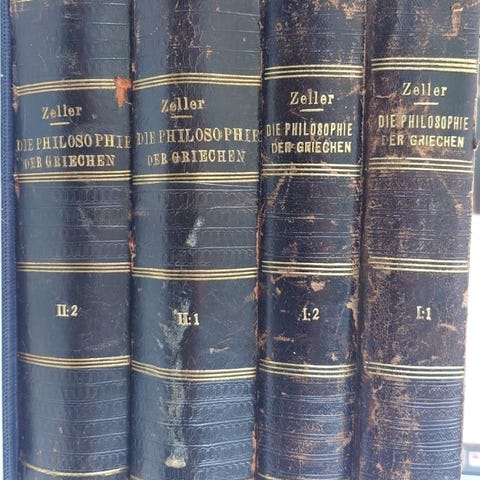 Zeller
DIE PHILOSOPHIE
DER GRIECHEN
II:2
Zeller
DIE PHILOSOPHIE
DER GRIECHEN
II:1
Zeller
DIE PHILOSOPHIE
DER GRIECHEN
I:2
Zeller
DIE PHILOSOPHIE
DER GRIECHEN
I:1